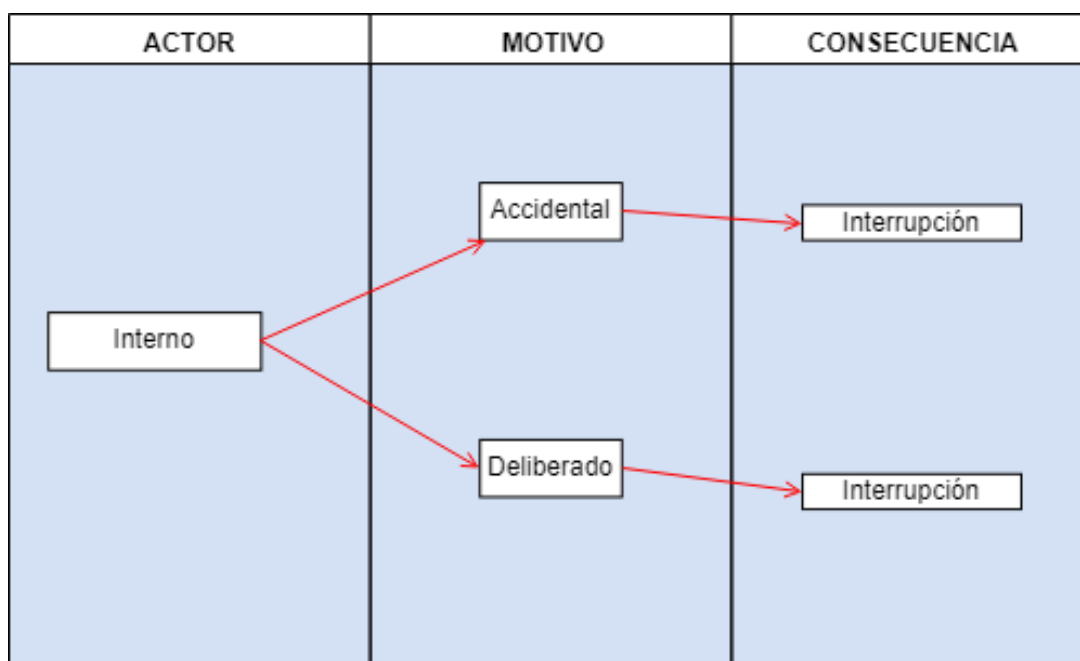 ACTOR
MOTIVO
CONSECUENCIA
Accidental
Interrupción
Interno
Deliberado
Interrupción